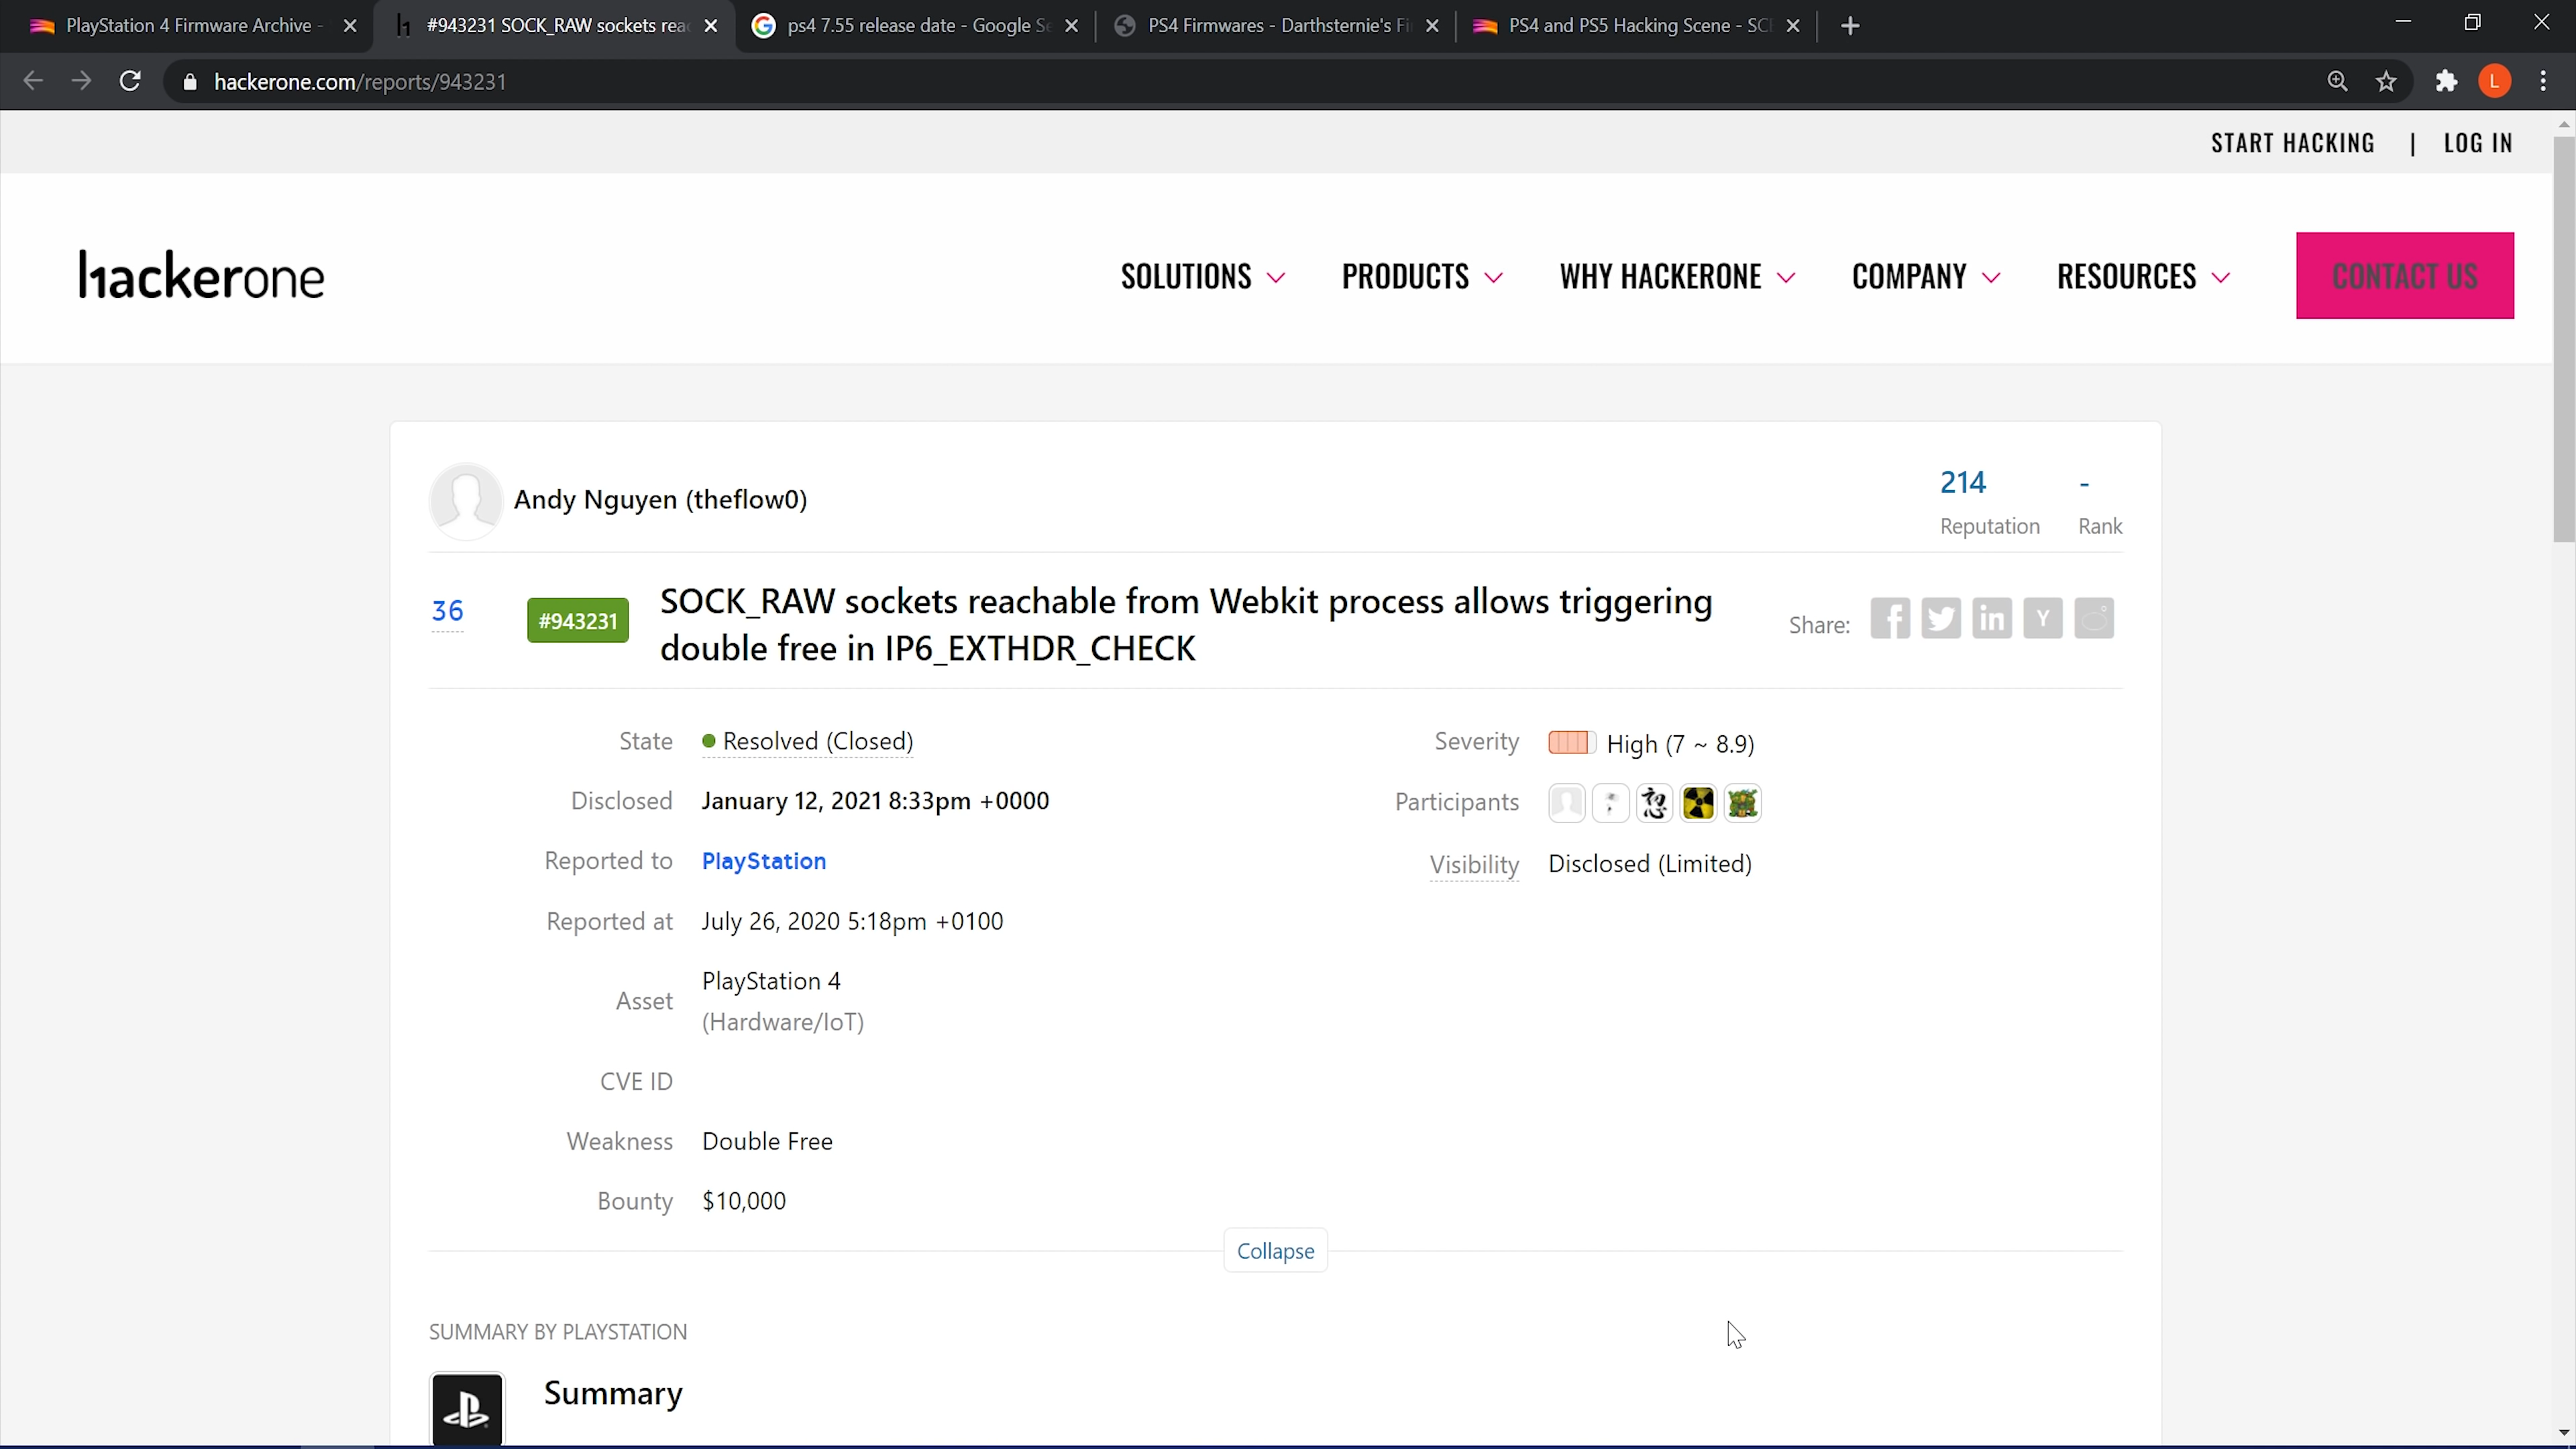 PlayStation 4 Firmware Archive -
#943231 SOCK_RAW sockets rea
ps4 7.55 release date - Google Se
PS4 Firmwares - Darthsternie's Fi
PS4 and PS5 Hacking Scene - SCE
hackerone.com/reports/943231
L
START HACKING | LOG IN
hackerone
SOLUTIONS
PRODUCTS
WHY HACKERONE
COMPANY
RESOURCES
CONTACT US
Andy Nguyen (theflow0)
214
Reputation
-
Rank
36
#943231
SOCK_RAW sockets reachable from Webkit process allows triggering
double free in IP6_EXTHDR_CHECK
Share:
State Resolved (Closed)
Disclosed January 12, 2021 8:33pm +0000
Reported to PlayStation
Reported at July 26, 2020 5:18pm +0100
Asset PlayStation 4
(Hardware/IoT)
CVE ID
Weakness Double Free
Bounty $10,000
Severity High (7 ~ 8.9)
Participants
Visibility Disclosed (Limited)
Collapse
SUMMARY BY PLAYSTATION
Summary